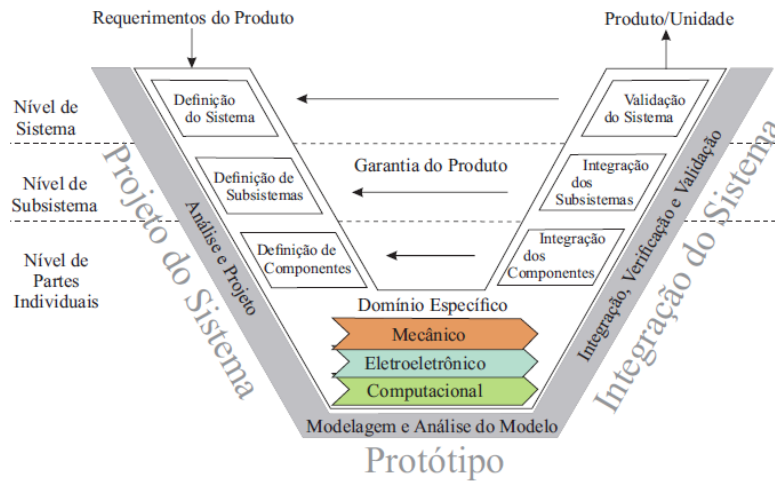 Requerimentos do Produto
Produto/Unidade
Nível de
Sistema
Definição
do Sistema
Validação
do Sistema
Nível de
Subsistema
Definição de
Subsistemas
Garantia do Produto
Integração
dos
Subsistemas
Nível de
Partes
Individuais
Definição de
Componentes
Integração
dos
Componentes
Projeto do Sistema
Análise e Projeto
Integração, Verificação e Validação
Integração do Sistema
Domínio Específico
Mecânico
Eletroeletrônico
Computacional
Modelagem e Análise do Modelo
Protótipo